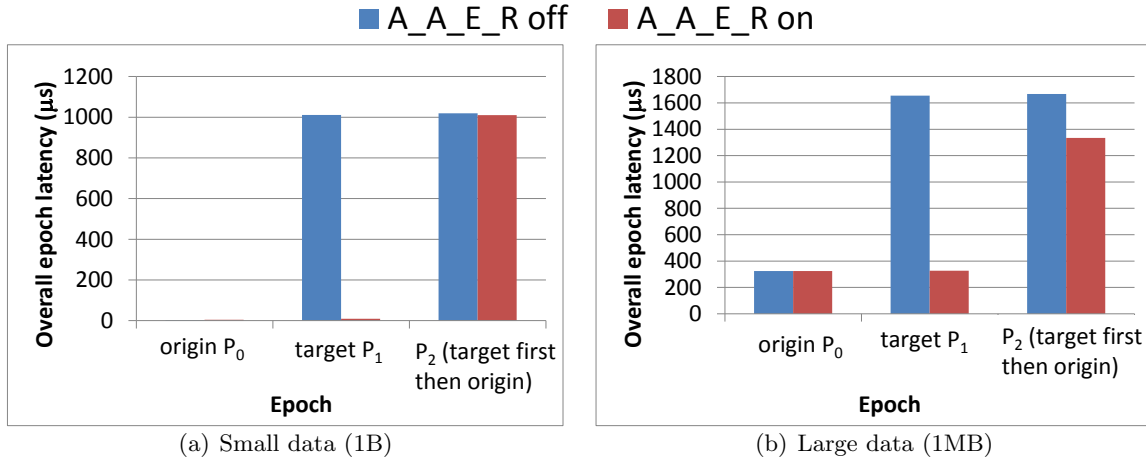 A_A_E_R off A_A_E_R on
Overall epoch latency (µs)
1200
1000
800
600
400
200
0
origin P0
target P1
P2 (target first
then origin)
Epoch
(a) Small data (1B)
Overall epoch latency (µs)
1800
1600
1400
1200
1000
800
600
400
200
0
origin P0
target P1
P2 (target first
then origin)
Epoch
(b) Large data (1MB)